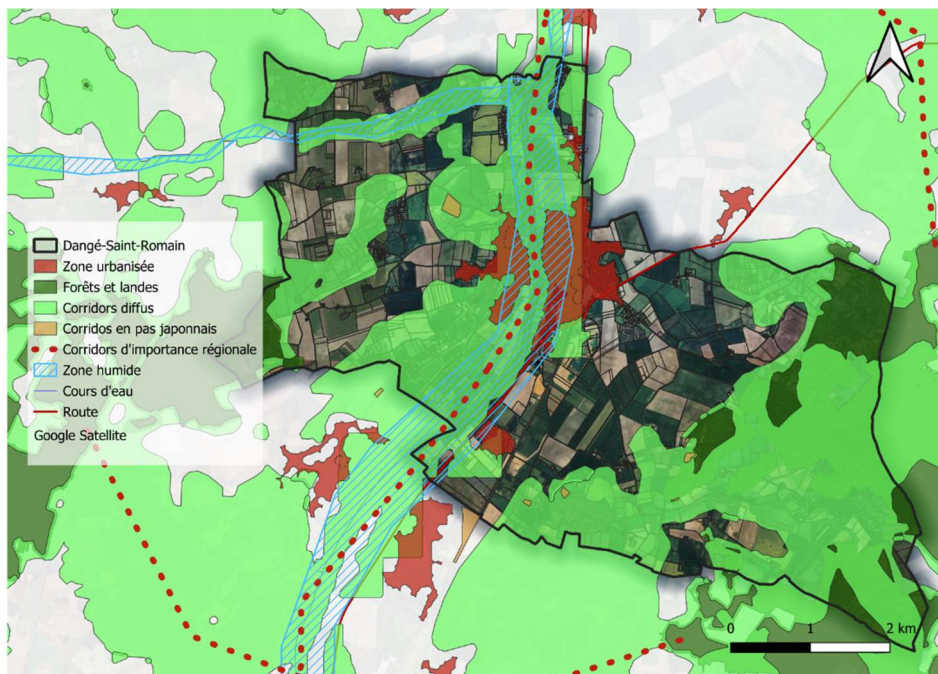 Dangé-Saint-Romain
Zone urbanisée
Forêts et landes
Corridors diffus
Corridos en pas japonnais
Corridors d'importance régionale
Zone humide
Cours d'eau
Route
Google Satellite
0 1 2 km